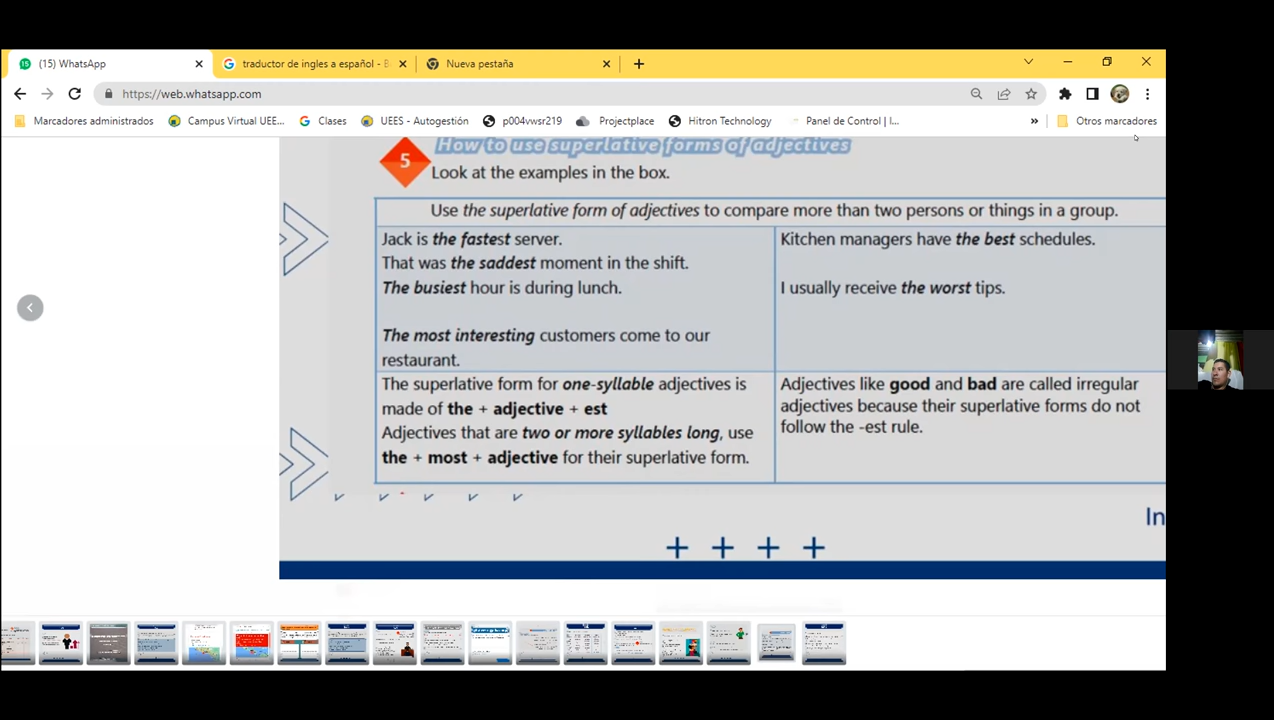 (15) WhatsApp
traductor de ingles a español - B
Nueva pestaña
https://web.whatsapp.com
Marcadores administrados
Campus Virtual UEE...
Clases
UEES - Autogestión
p004vwsr219
Projectplace
Hitron Technology
Panel de Control | I...
»
Otros marcadores
5
How to use superlative forms of adjectives
Look at the examples in the box.
Use the superlative form of adjectives to compare more than two persons or things in a group.
Jack is the fastest server.
That was the saddest moment in the shift.
The busiest hour is during lunch.
The most interesting customers come to our
restaurant.
Kitchen managers have the best schedules.
I usually receive the worst tips.
The superlative form for one-syllable adjectives is
made of the + adjective + est
Adjectives that are two or more syllables long, use
the + most + adjective for their superlative form.
Adjectives like good and bad are called irregular
adjectives because their superlative forms do not
follow the -est rule.
In
+ + + +